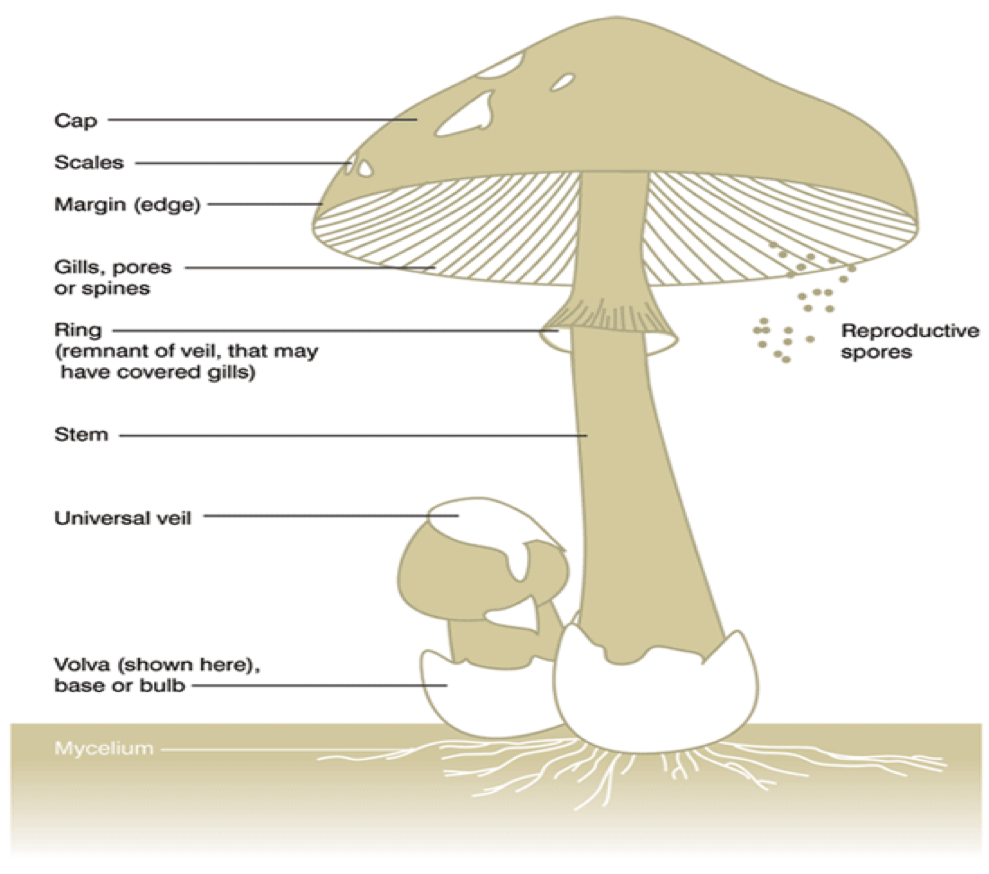 Cap
Scales
Margin (edge)
Gills, pores
or spines
Ring
(remnant of veil, that may
have covered gills)
Reproductive
spores
Stem
Universal veil
Volva (shown here),
base or bulb
Mycelium